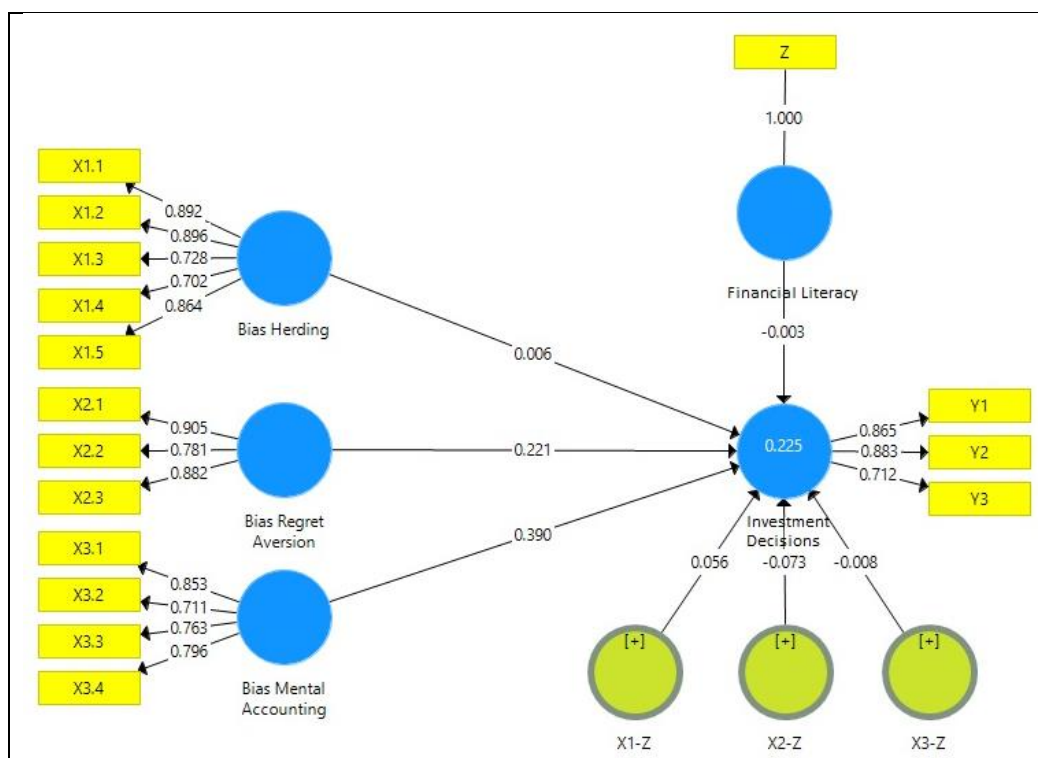 Z
1.000
Financial Literacy
-0.003
X1.1
X1.2
X1.3
X1.4
X1.5
0.892
0.896
0.728
0.702
0.864
Bias Herding
0.006
X2.1
X2.2
X2.3
0.905
0.781
0.882
Bias Regret
Aversion
0.221
X3.1
X3.2
X3.3
X3.4
0.853
0.711
0.763
0.796
Bias Mental
Accounting
0.390
0.225
Investment
Decisions
0.865
0.883
0.712
Y1
Y2
Y3
0.056
-0.073
-0.008
[+]
[+]
[+]
X1-Z
X2-Z
X3-Z